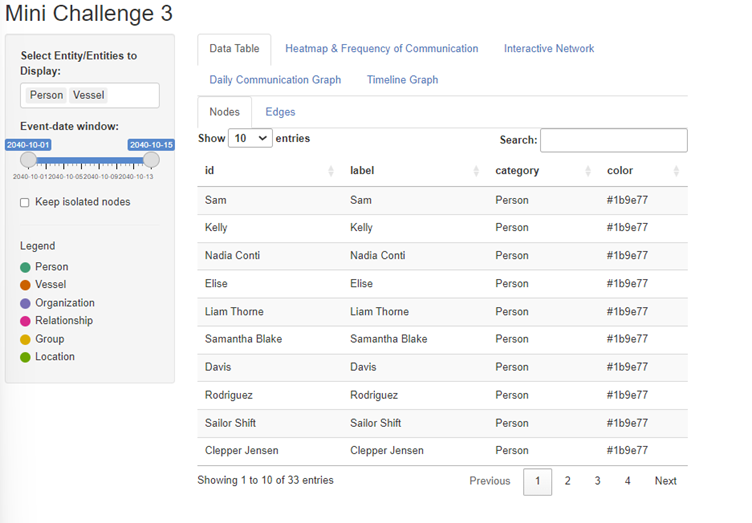 Mini Challenge 3
Select Entity/Entities to
Display:
Person Vessel
Event-date window:
2040-10-01 2040-10-15
2040-10-01 2040-10-05 2040-10-09 2040-10-13
Keep isolated nodes
Legend
Person
Vessel
Organization
Relationship
Group
Location
Data Table Heatmap & Frequency of Communication Interactive Network
Daily Communication Graph Timeline Graph
Nodes Edges
Show 10 entries Search:
id label category color
Sam Sam Person #1b9e77
Kelly Kelly Person #1b9e77
Nadia Conti Nadia Conti Person #1b9e77
Elise Elise Person #1b9e77
Liam Thorne Liam Thorne Person #1b9e77
Samantha Blake Samantha Blake Person #1b9e77
Davis Davis Person #1b9e77
Rodriguez Rodriguez Person #1b9e77
Sailor Shift Sailor Shift Person #1b9e77
Clepper Jensen Clepper Jensen Person #1b9e77
Showing 1 to 10 of 33 entries Previous 1 2 3 4 Next